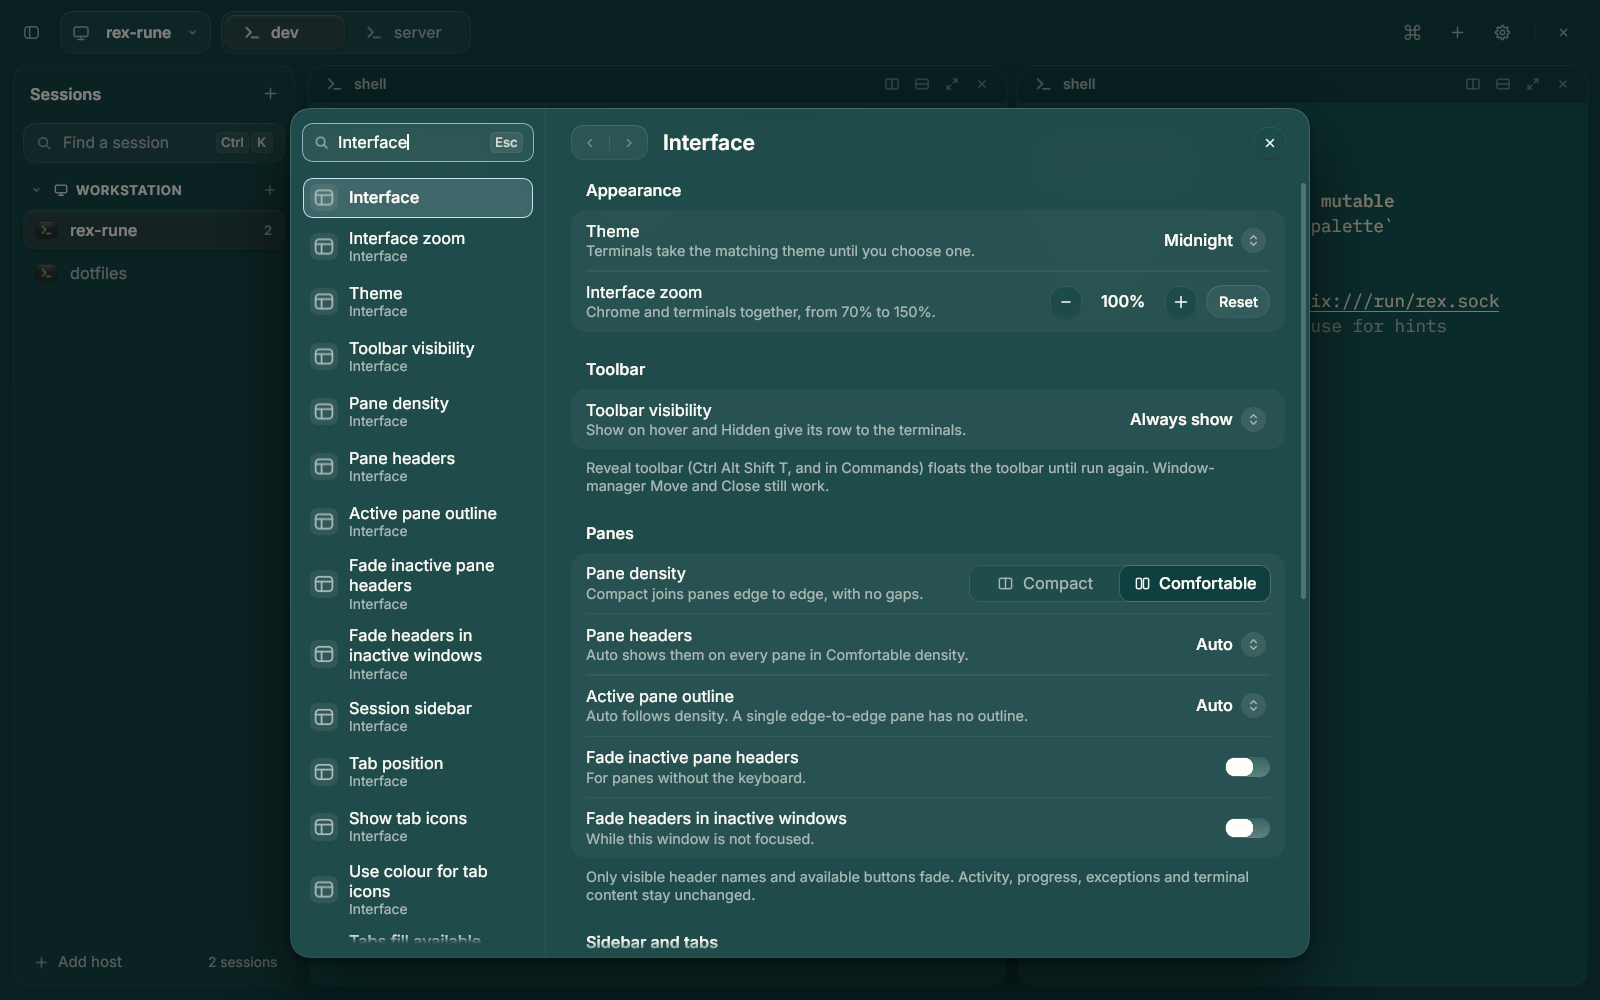 rex-rune
dev
server
Sessions
Find a session
Ctrl K
WORKSTATION
rex-rune 2
dotfiles
Add host
2 sessions
shell
shell
mutable
palette`
ix:///run/rex.sock
use for hints
Interface
Esc
Interface
Interface zoom
Interface
Theme
Interface
Toolbar visibility
Interface
Pane density
Interface
Pane headers
Interface
Active pane outline
Interface
Fade inactive pane
headers
Interface
Fade headers in
inactive windows
Interface
Session sidebar
Interface
Tab position
Interface
Show tab icons
Interface
Use colour for tab
icons
Interface
Tabs fill available
Interface
Appearance
Theme
Terminals take the matching theme until you choose one.
Midnight
Interface zoom
Chrome and terminals together, from 70% to 150%.
100%
Reset
Toolbar
Toolbar visibility
Show on hover and Hidden give its row to the terminals.
Always show
Reveal toolbar (Ctrl Alt Shift T, and in Commands) floats the toolbar until run again. Window-
manager Move and Close still work.
Panes
Pane density
Compact joins panes edge to edge, with no gaps.
Compact
Comfortable
Pane headers
Auto shows them on every pane in Comfortable density.
Auto
Active pane outline
Auto follows density. A single edge-to-edge pane has no outline.
Auto
Fade inactive pane headers
For panes without the keyboard.
Fade headers in inactive windows
While this window is not focused.
Only visible header names and available buttons fade. Activity, progress, exceptions and terminal
content stay unchanged.
Sidebar and tabs